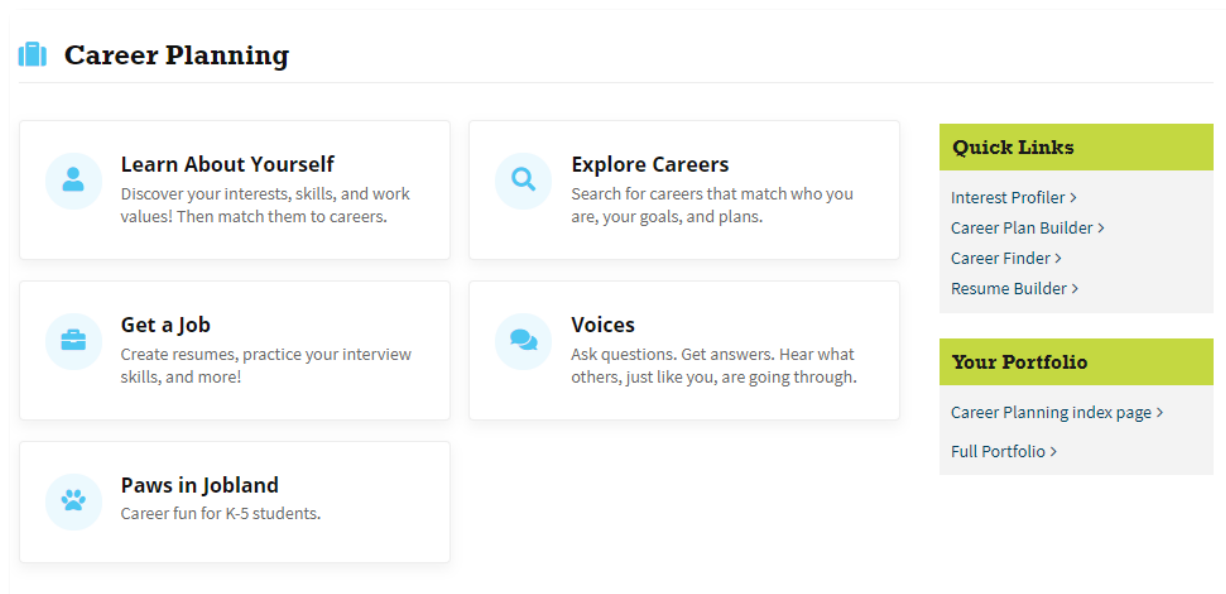 Career Planning
Learn About Yourself
Discover your interests, skills, and work
values! Then match them to careers.
Explore Careers
Search for careers that match who you
are, your goals, and plans.
Get a Job
Create resumes, practice your interview
skills, and more!
Voices
Ask questions. Get answers. Hear what
others, just like you, are going through.
Paws in Jobland
Career fun for K-5 students.
Quick Links
Interest Profiler >
Career Plan Builder >
Career Finder >
Resume Builder >
Your Portfolio
Career Planning index page >
Full Portfolio >